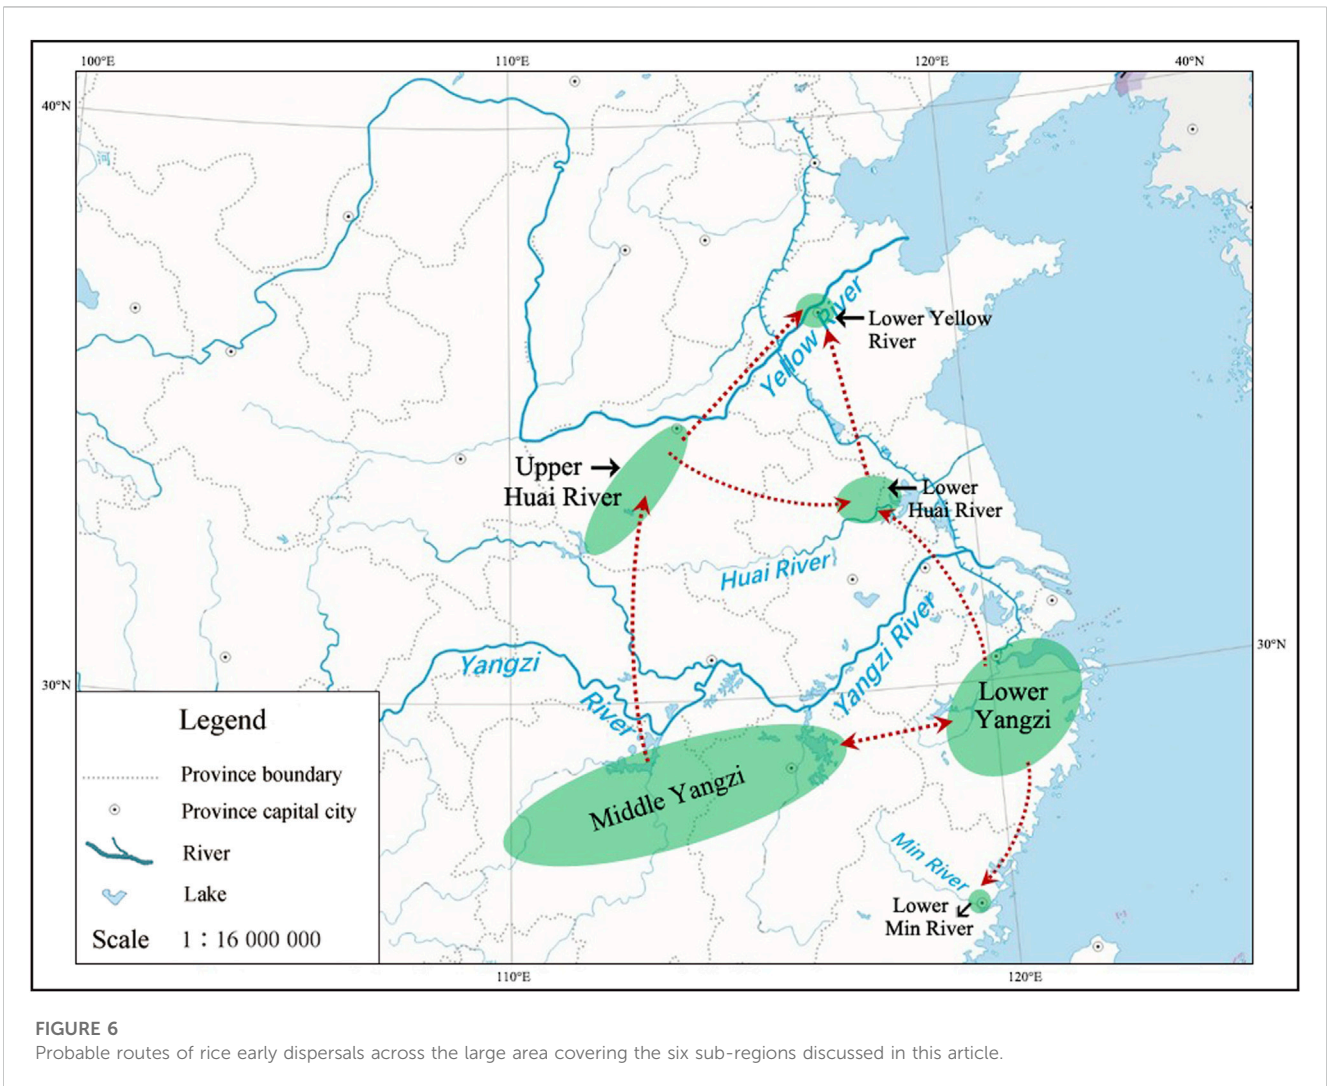 100°E
110°E
120°E
40°N
40°N
河
Lower Yellow
River
Yellow River
Upper
Huai River
Lower
Huai River
Huai River
Yangzi River
30°N
Yangzi
River
30°N
Lower
Yangzi
Middle Yangzi
Min River
Lower
Min River
Legend
Province boundary
Province capital city
River
Lake
Scale 1 : 16 000 000
110°E
120°E
FIGURE 6
Probable routes of rice early dispersals across the large area covering the six sub-regions discussed in this article.